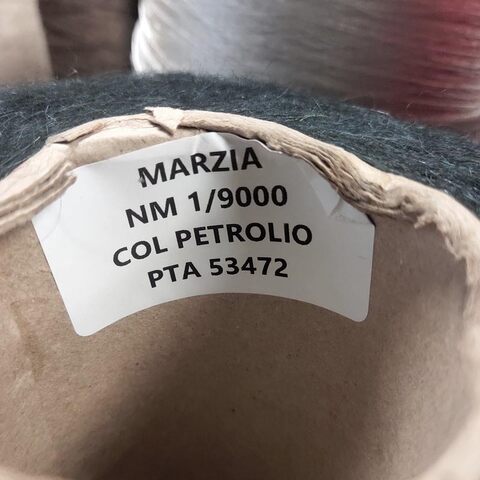 MARZIA
NM 1/9000
COL PETROLIO
PTA 53472